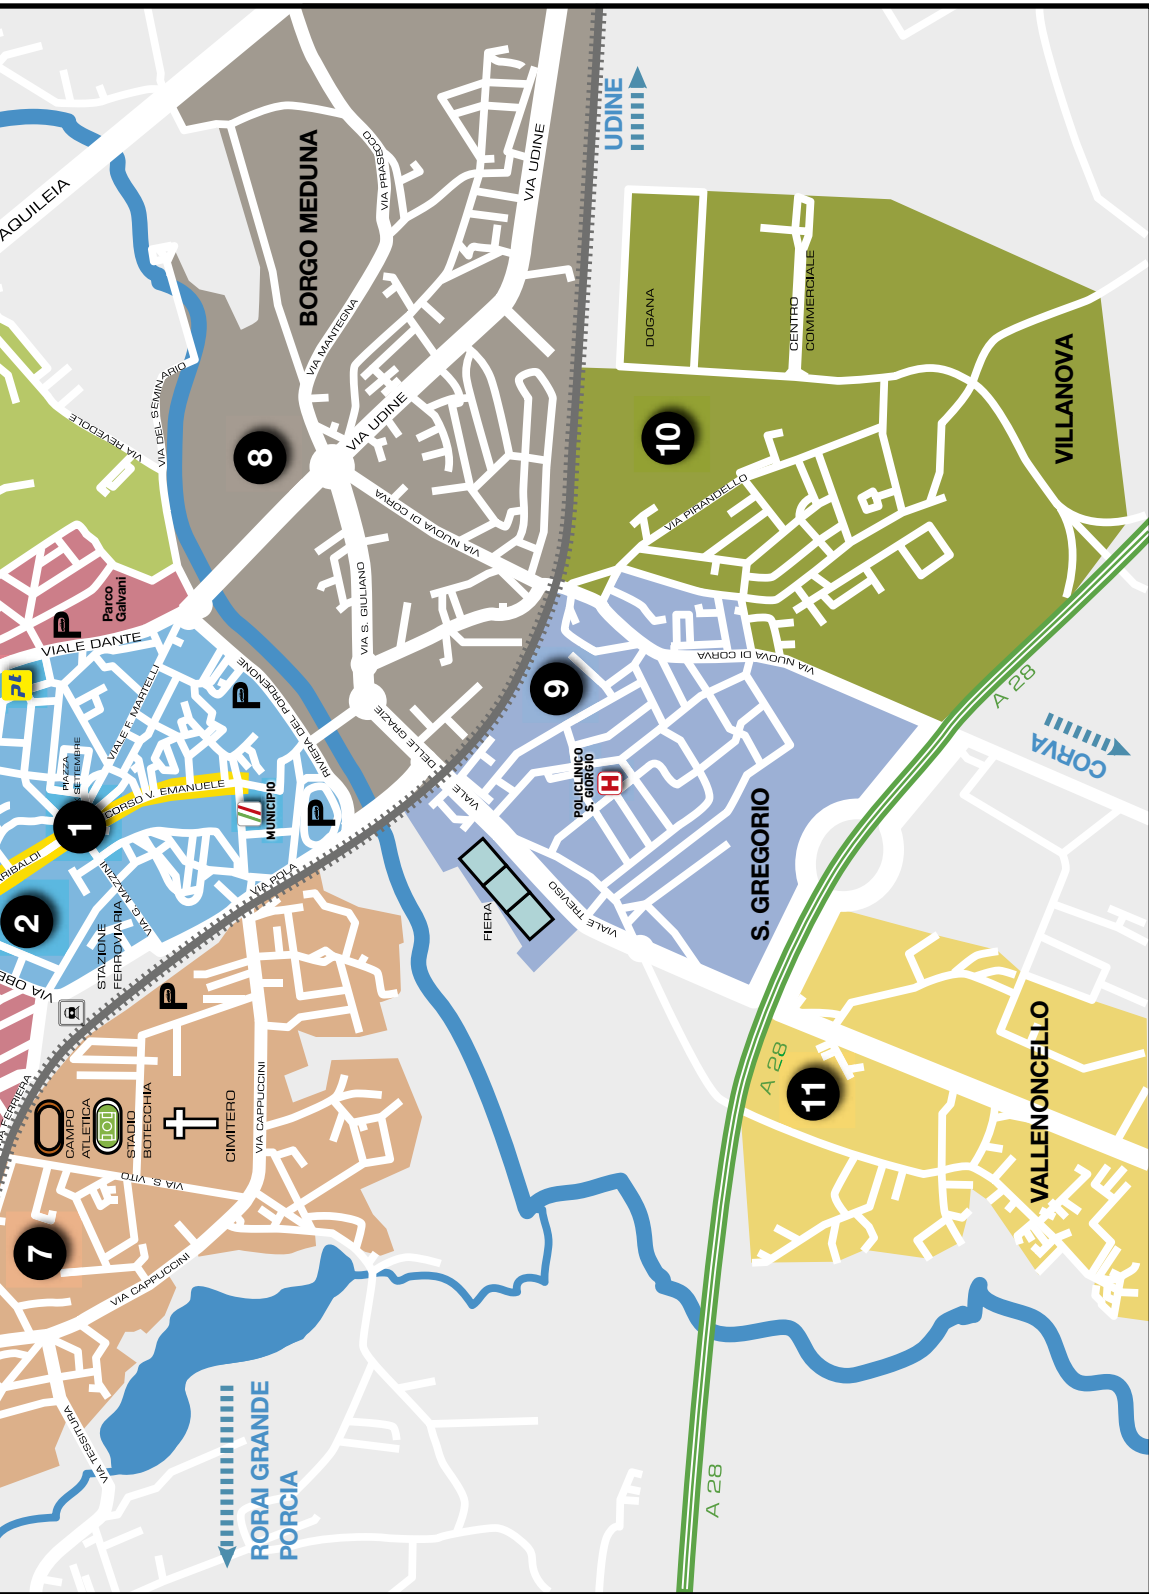 AQUILEIA
UDINE
BORGO MEDUNA
VIA PRASECCO
VIA UDINE
VIA MANTEGNA
VIA UDINE
DOGANA
CENTRO
COMMERCIALE
VILLANOVA
VIA REVEDOLE
VIA DEL SEMINARIO
8
10
VIA NUOVA DI CORVA
VIA PIRANDELLO
Parco
Galvani
P
VIALE DANTE
VIA S. GIULIANO
VIALE F. MARTELLI
RIVIERA DEL PORDENONE
P
9
VIA NUOVA DI CORVA
A 28
CORVA
PIAZZA
SETTEMBRE
CORSO V. EMANUELE
1
MUNICIPIO
P
DELLE GRAZIE
VIALE
POLICLINICO
S. GIORGIO
H
S. GREGORIO
2
VIA G. MAZZINI
VIA POLA
STAZIONE
FERROVIARIA
FIERA
VIALE TREVISO
P
A 28
11
VALLENONCELLO
CAMPO
ATLETICA
STADIO
BOTECCHIA
CIMITERO
VIA CAPPUCCINI
VIA S. VITO
7
VIA CAPPUCCINI
VIA TESSITURA
RORAI GRANDE
PORCIA
A 28